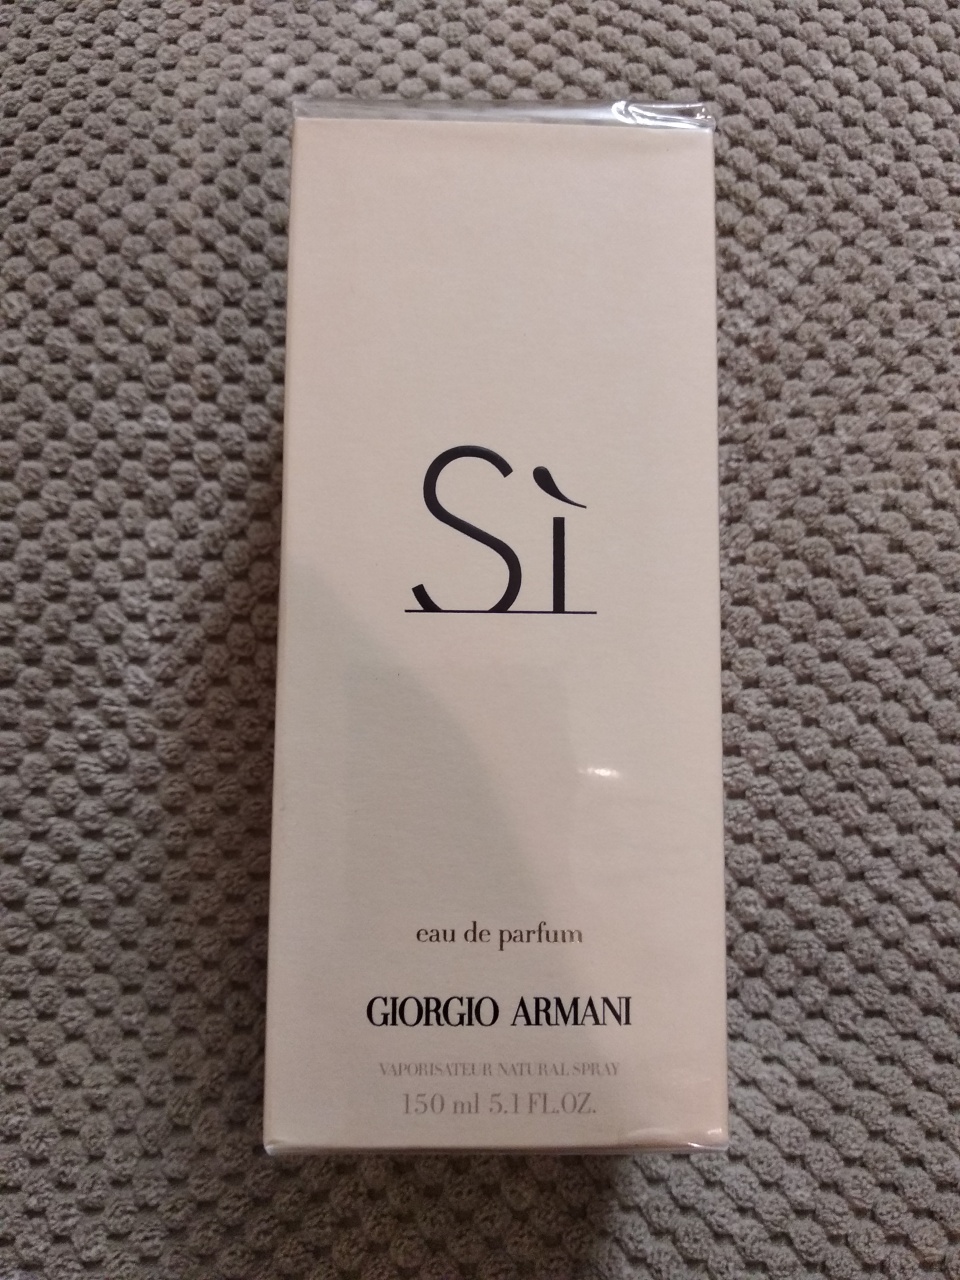 Sì
eau de parfum
GIORGIO ARMANI
VAPORISATEUR NATURAL SPRAY
150 ml 5.1 FL.OZ.